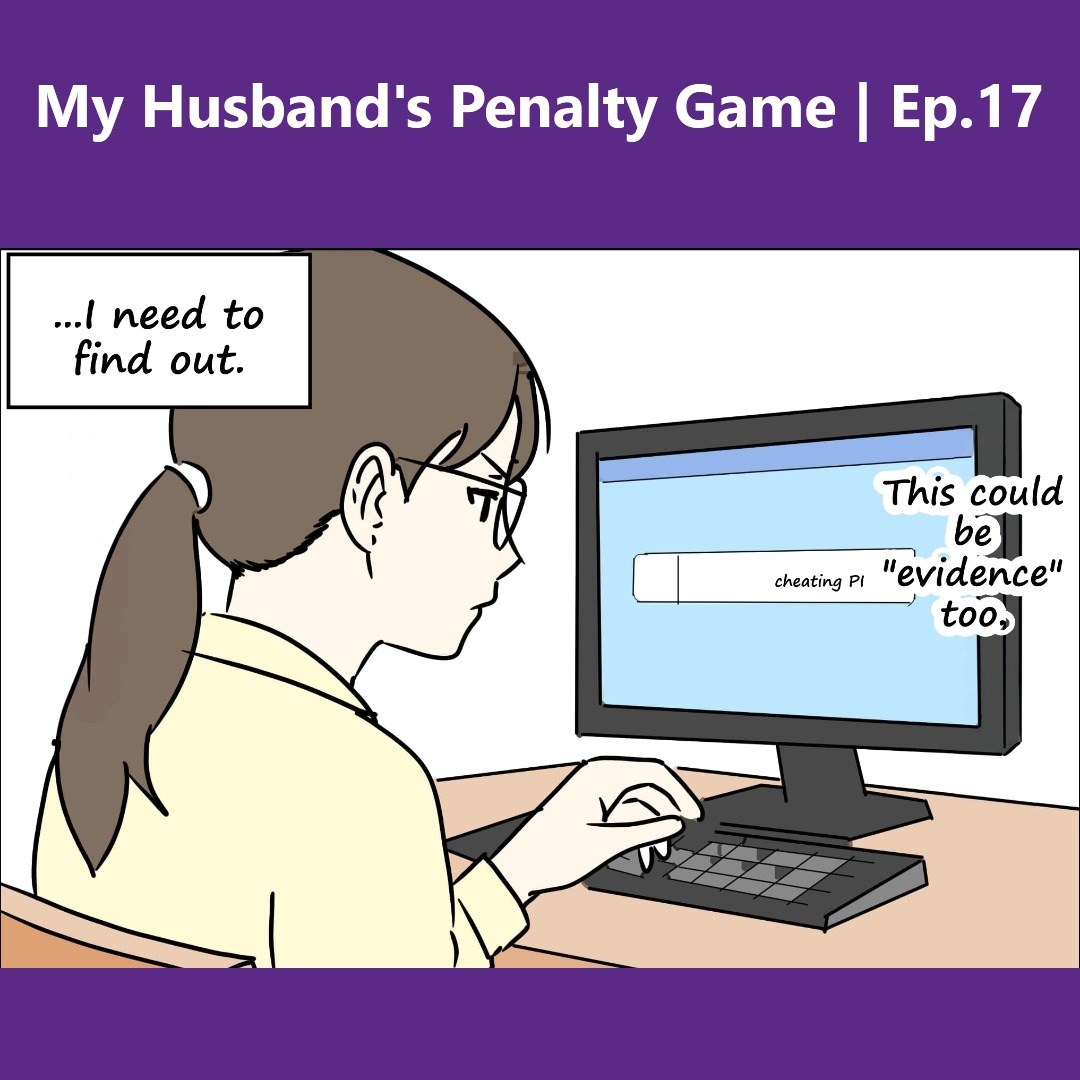 My Husband's Penalty Game | Ep.17
...I need to
find out.
This could
be
"evidence"
too,
cheating PI